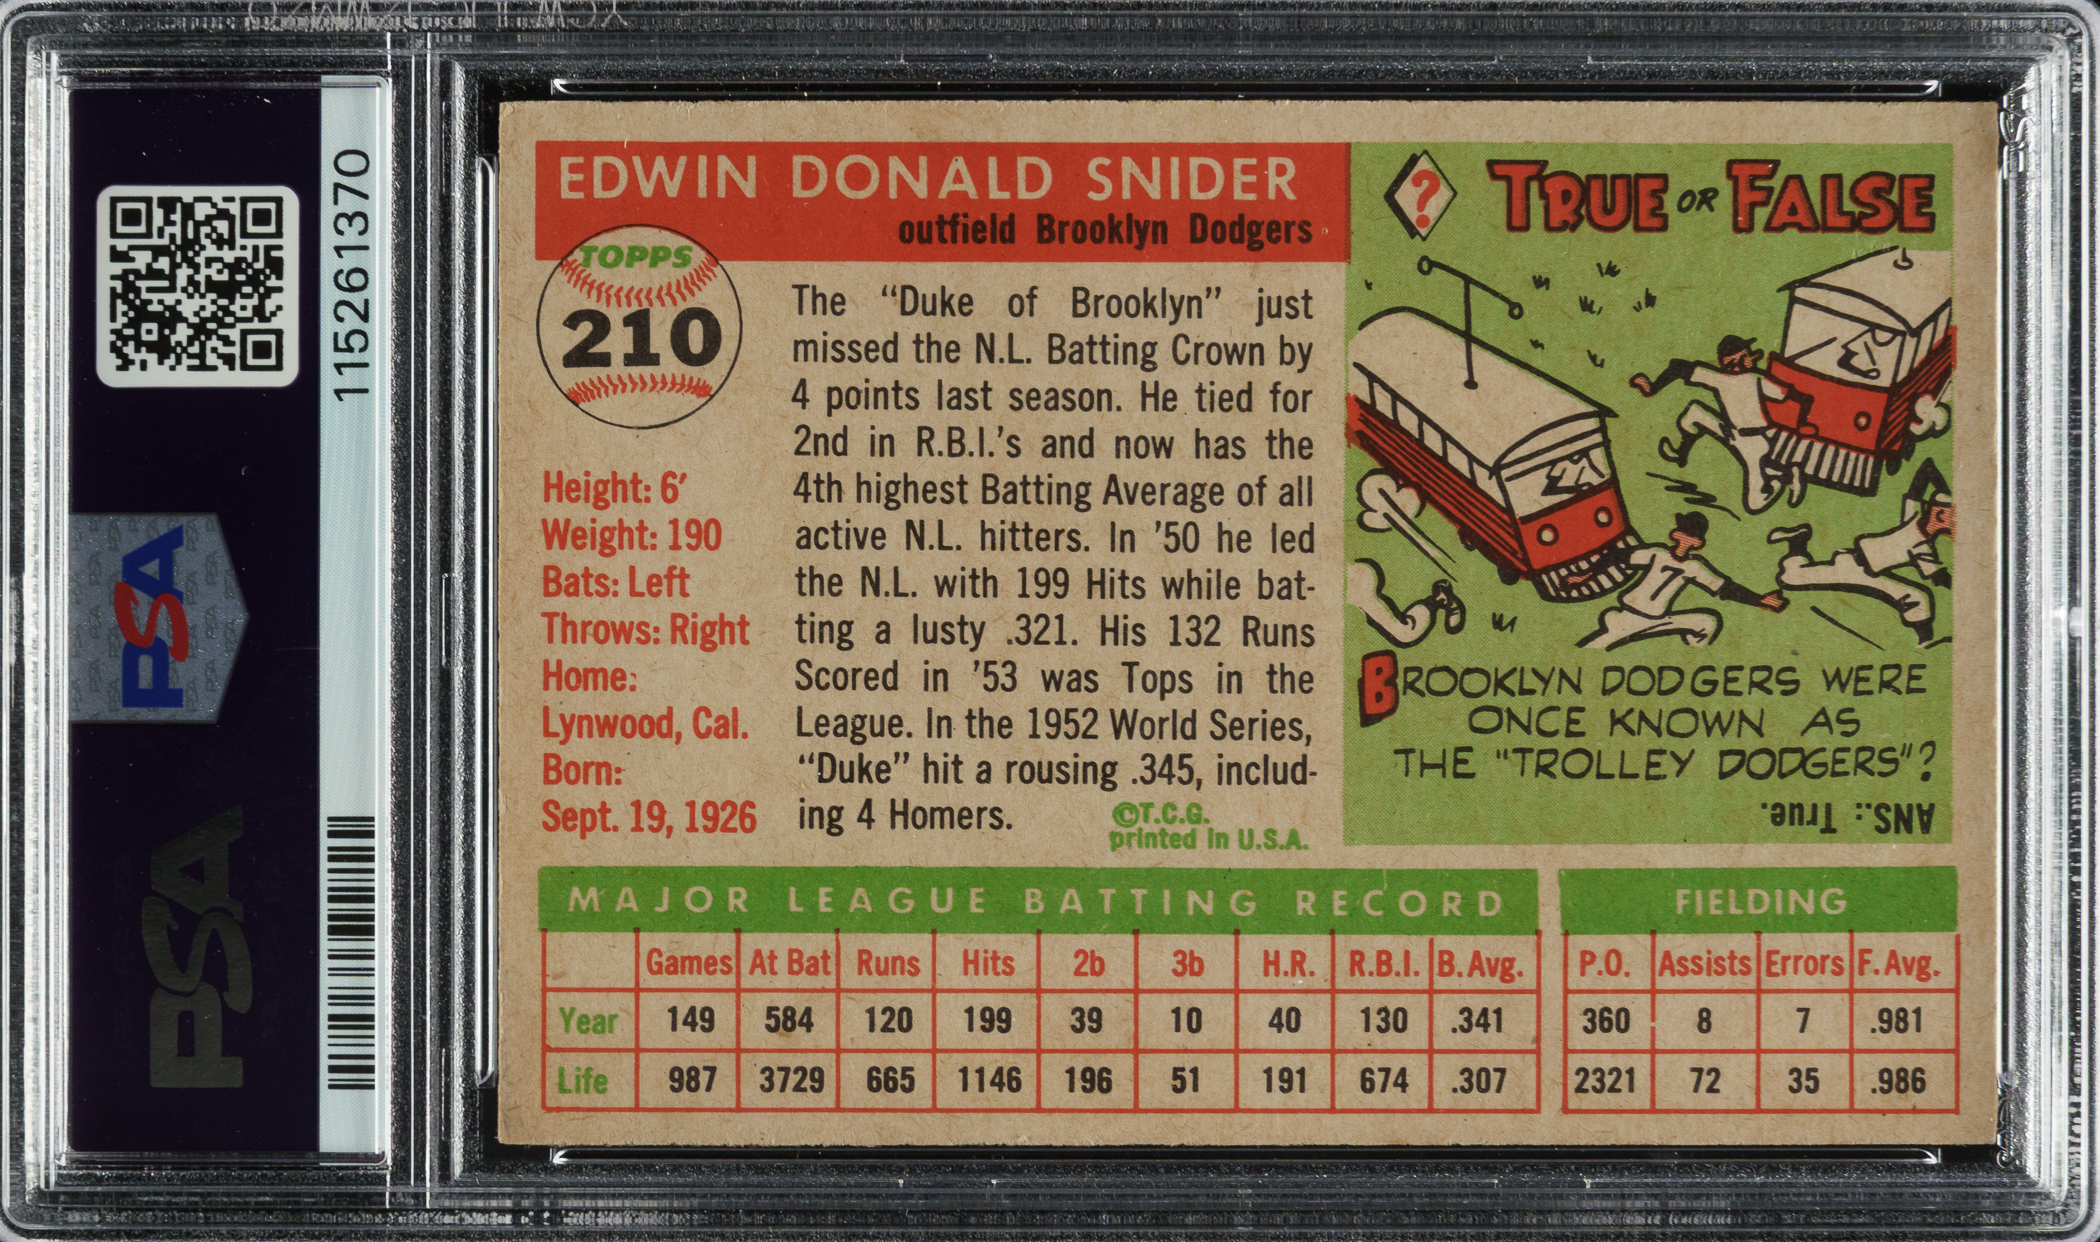 115261370
PSA
PSA
EDWIN DONALD SNIDER
outfield Brooklyn Dodgers
TOPPS
210
Height: 6'
Weight: 190
Bats: Left
Throws: Right
Home:
Lynwood, Cal.
Born:
Sept. 19, 1926
The “Duke of Brooklyn” just
missed the N.L. Batting Crown by
4 points last season. He tied for
2nd in R.B.I.'s and now has the
4th highest Batting Average of all
active N.L. hitters. In '50 he led
the N.L. with 199 Hits while bat-
ting a lusty .321. His 132 Runs
Scored in '53 was Tops in the
League. In the 1952 World Series,
“Duke” hit a rousing .345, includ-
ing 4 Homers.
©T.C.G.
printed in U.S.A.
? TRUE OR FALSE
7
BROOKLYN DODGERS WERE
ONCE KNOWN AS
THE "TROLLEY DODGERS"?
ANS.: True.
MAJOR LEAGUE BATTING RECORD
Games At Bat Runs Hits 2b 3b H.R. R.B.I. B. Avg.
Year 149 584 120 199 39 10 40 130 .341
Life 987 3729 665 1146 196 51 191 674 .307
FIELDING
P.O. Assists Errors F. Avg.
360 8 7 .981
2321 72 35 .986